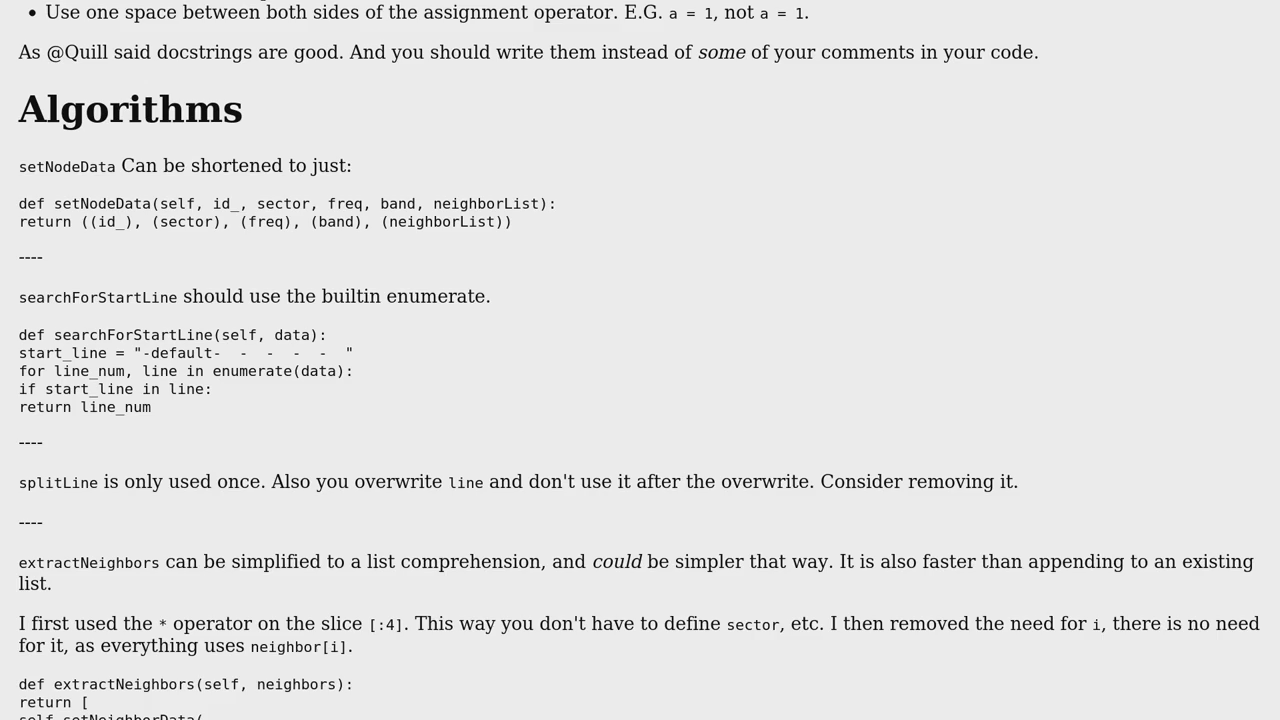 • Use one space between both sides of the assignment operator. E.G. a = 1, not a = 1.
As @Quill said docstrings are good. And you should write them instead of some of your comments in your code.
Algorithms
setNodeData Can be shortened to just:
def setNodeData(self, id_, sector, freq, band, neighborList):
return ((id_), (sector), (freq), (band), (neighborList))
----
searchForStartLine should use the builtin enumerate.
def searchForStartLine(self, data):
start_line = "-default-  -  -  -  -  "
for line_num, line in enumerate(data):
if start_line in line:
return line_num
----
splitLine is only used once. Also you overwrite line and don't use it after the overwrite. Consider removing it.
----
extractNeighbors can be simplified to a list comprehension, and could be simpler that way. It is also faster than appending to an existing
list.
I first used the * operator on the slice [:4]. This way you don't have to define sector, etc. I then removed the need for i, there is no need
for it, as everything uses neighbor[i].
def extractNeighbors(self, neighbors):
return [
self.setNeighborData(